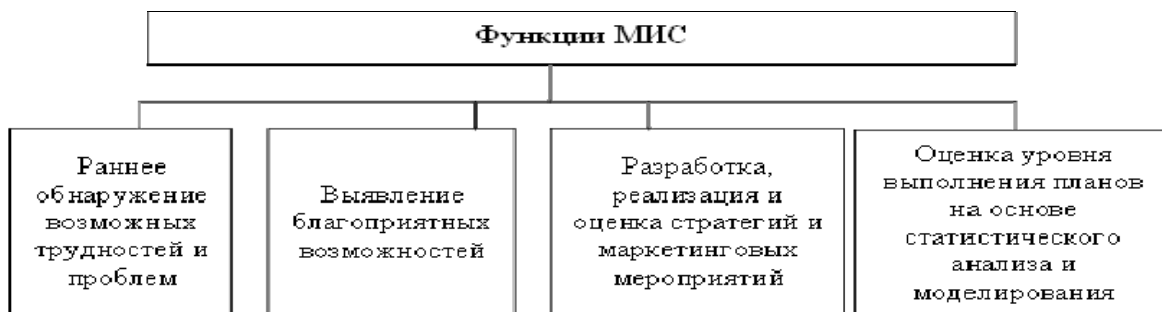 Функции МИС
Раннее
обнаружение
возможных
трудностей и
проблем
Выявление
благоприятных
возможностей
Разработка,
реализация и
оценка стратегий и
маркетинговых
мероприятий
Оценка уровня
выполнения планов
на основе
статистического
анализа и
моделирования